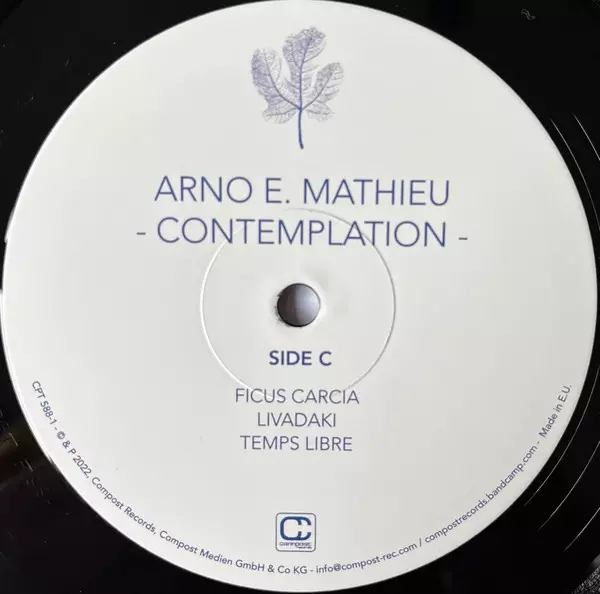 ARNO E. MATHIEU
- CONTEMPLATION -
SIDE C
FICUS CARCIA
LIVADAKI
TEMPS LIBRE
CPT 588-1 - © & P 2022, Compost Records, Compost Medien GmbH & Co KG - info@compost-rec.com / compostrecords.bandcamp.com - Made in E.U.
compost